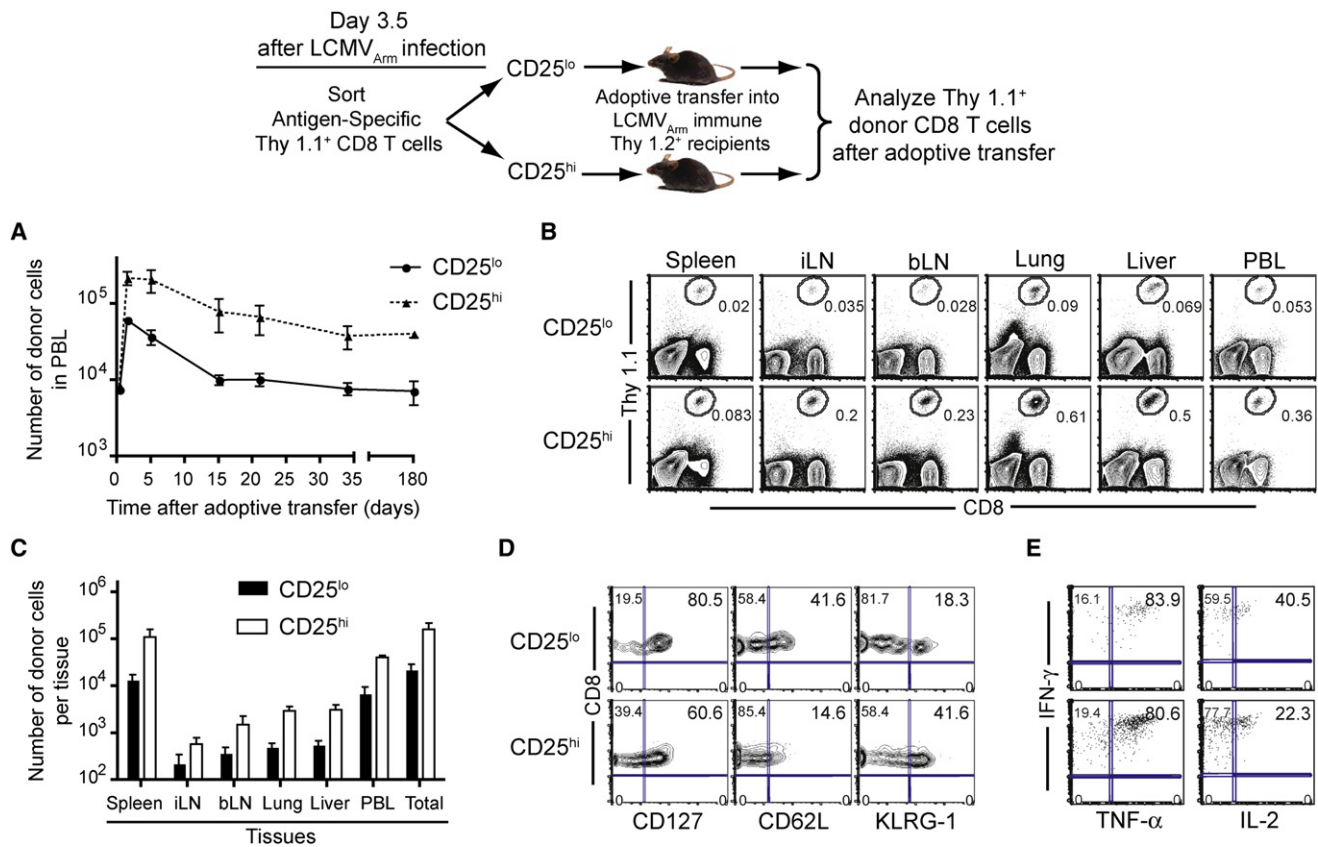 Day 3.5
after LCMV_Arm infection
Sort
Antigen-Specific
Thy 1.1+ CD8 T cells
CD25lo
CD25hi
Adoptive transfer into
LCMV_Arm immune
Thy 1.2+ recipients
Analyze Thy 1.1+
donor CD8 T cells
after adoptive transfer
A
Number of donor cells
in PBL
10^5
10^4
10^3
0 5 10 15 20 25 30 35 180
Time after adoptive transfer (days)
CD25lo
CD25hi
B
Spleen iLN bLN Lung Liver PBL
CD25lo
0.02 0.035 0.028 0.09 0.069 0.053
Thy 1.1
CD25hi
0.083 0.2 0.23 0.61 0.5 0.36
CD8
C
Number of donor cells
per tissue
10^6
10^5
10^4
10^3
10^2
CD25lo
CD25hi
Spleen iLN bLN Lung Liver PBL Total
Tissues
D
CD25lo
19.5 80.5 58.4 41.6 81.7 18.3
0 0 0 0 0 0
CD8
CD25hi
39.4 60.6 85.4 14.6 58.4 41.6
0 0 0 0 0 0
CD127 CD62L KLRG-1
E
16.1 83.9 59.5 40.5
0 0 0 0
IFN-γ
19.4 80.6 77.7 22.3
0 0 0 0
TNF-α IL-2